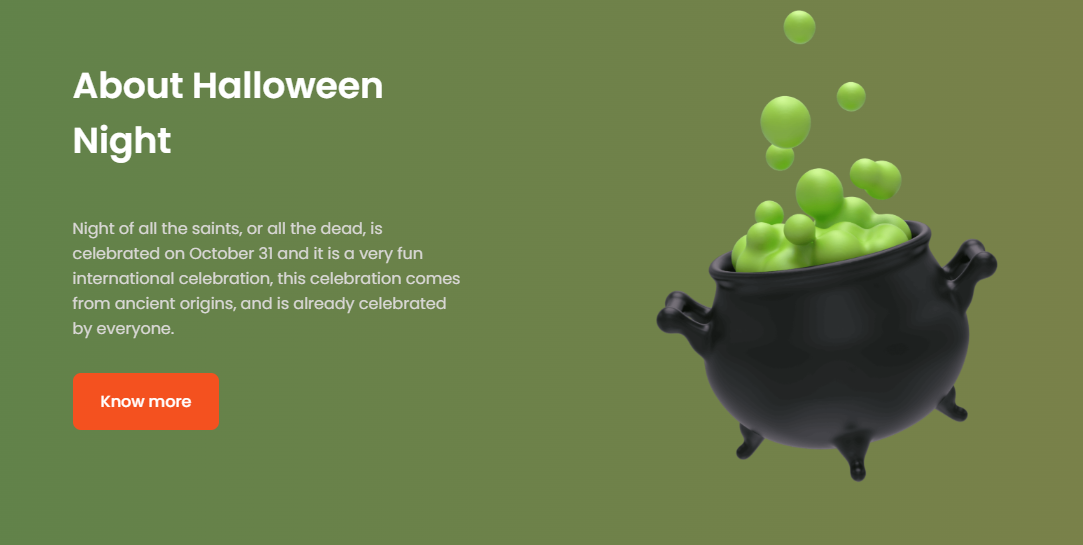 About Halloween
Night
Night of all the saints, or all the dead, is
celebrated on October 31 and it is a very fun
international celebration, this celebration comes
from ancient origins, and is already celebrated
by everyone.
Know more